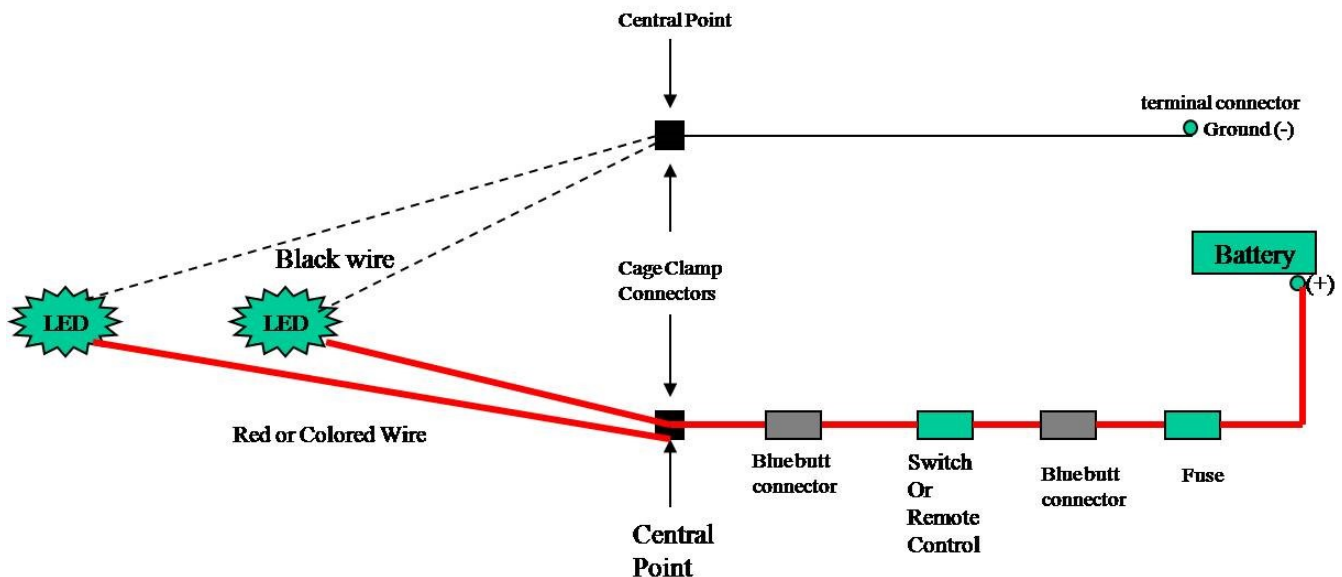 Central Point
terminal connector
Ground (-)
Black wire
Cage Clamp
Connectors
Battery
(+)
LED
LED
Red or Colored Wire
Blue butt
connector
Switch
Or
Remote
Control
Blue butt
connector
Fuse
Central
Point